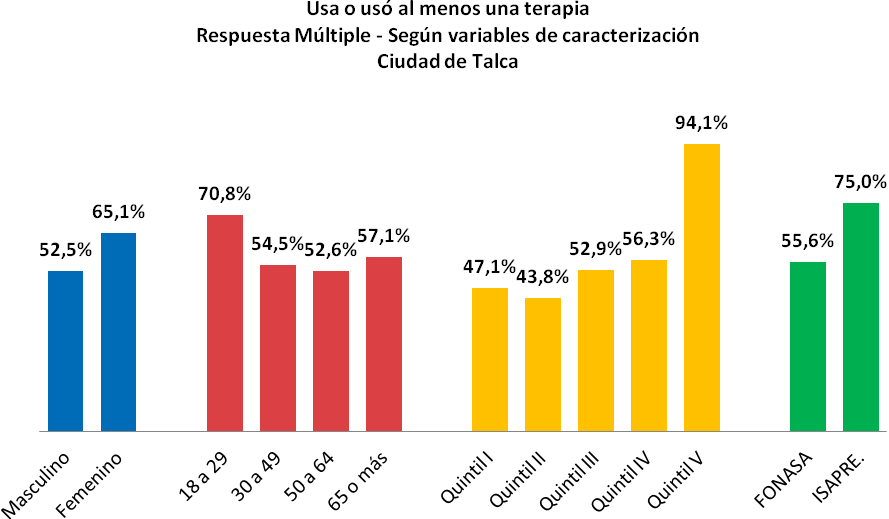 Usa o usó al menos una terapia
Respuesta Múltiple - Según variables de caracterización
Ciudad de Talca
52,5%
65,1%
70,8%
54,5%
52,6%
57,1%
47,1%
43,8%
52,9%
56,3%
94,1%
55,6%
75,0%
Masculino
Femenino
18 a 29
30 a 49
50 a 64
65 o más
Quintil I
Quintil II
Quintil III
Quintil IV
Quintil V
FONASA
ISAPRE.